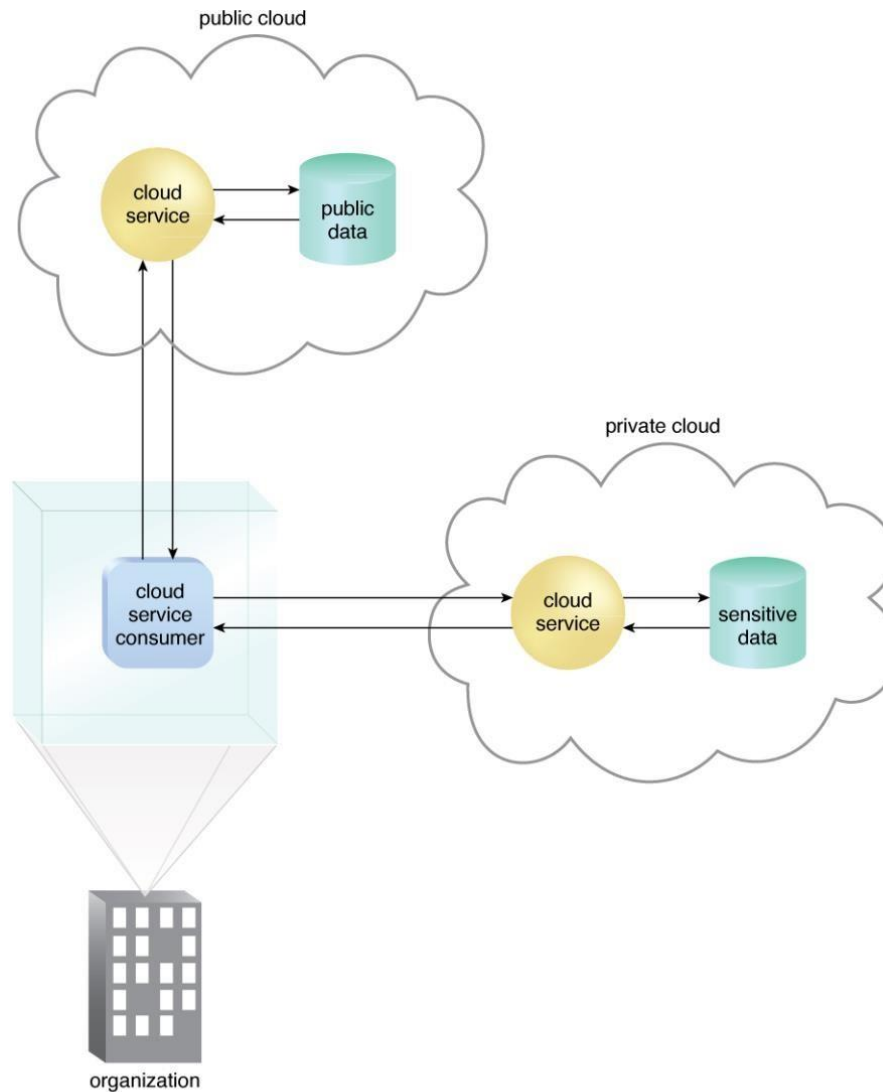 public cloud
cloud
service
public
data
private cloud
cloud
service
consumer
cloud
service
sensitive
data
organization